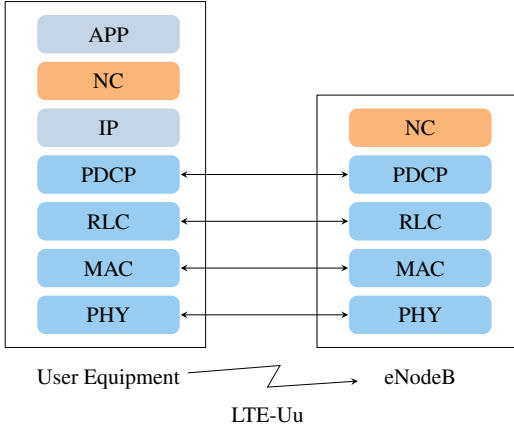 APP
NC
IP
PDCP
RLC
MAC
PHY
NC
PDCP
RLC
MAC
PHY
User Equipment
eNodeB
LTE-Uu